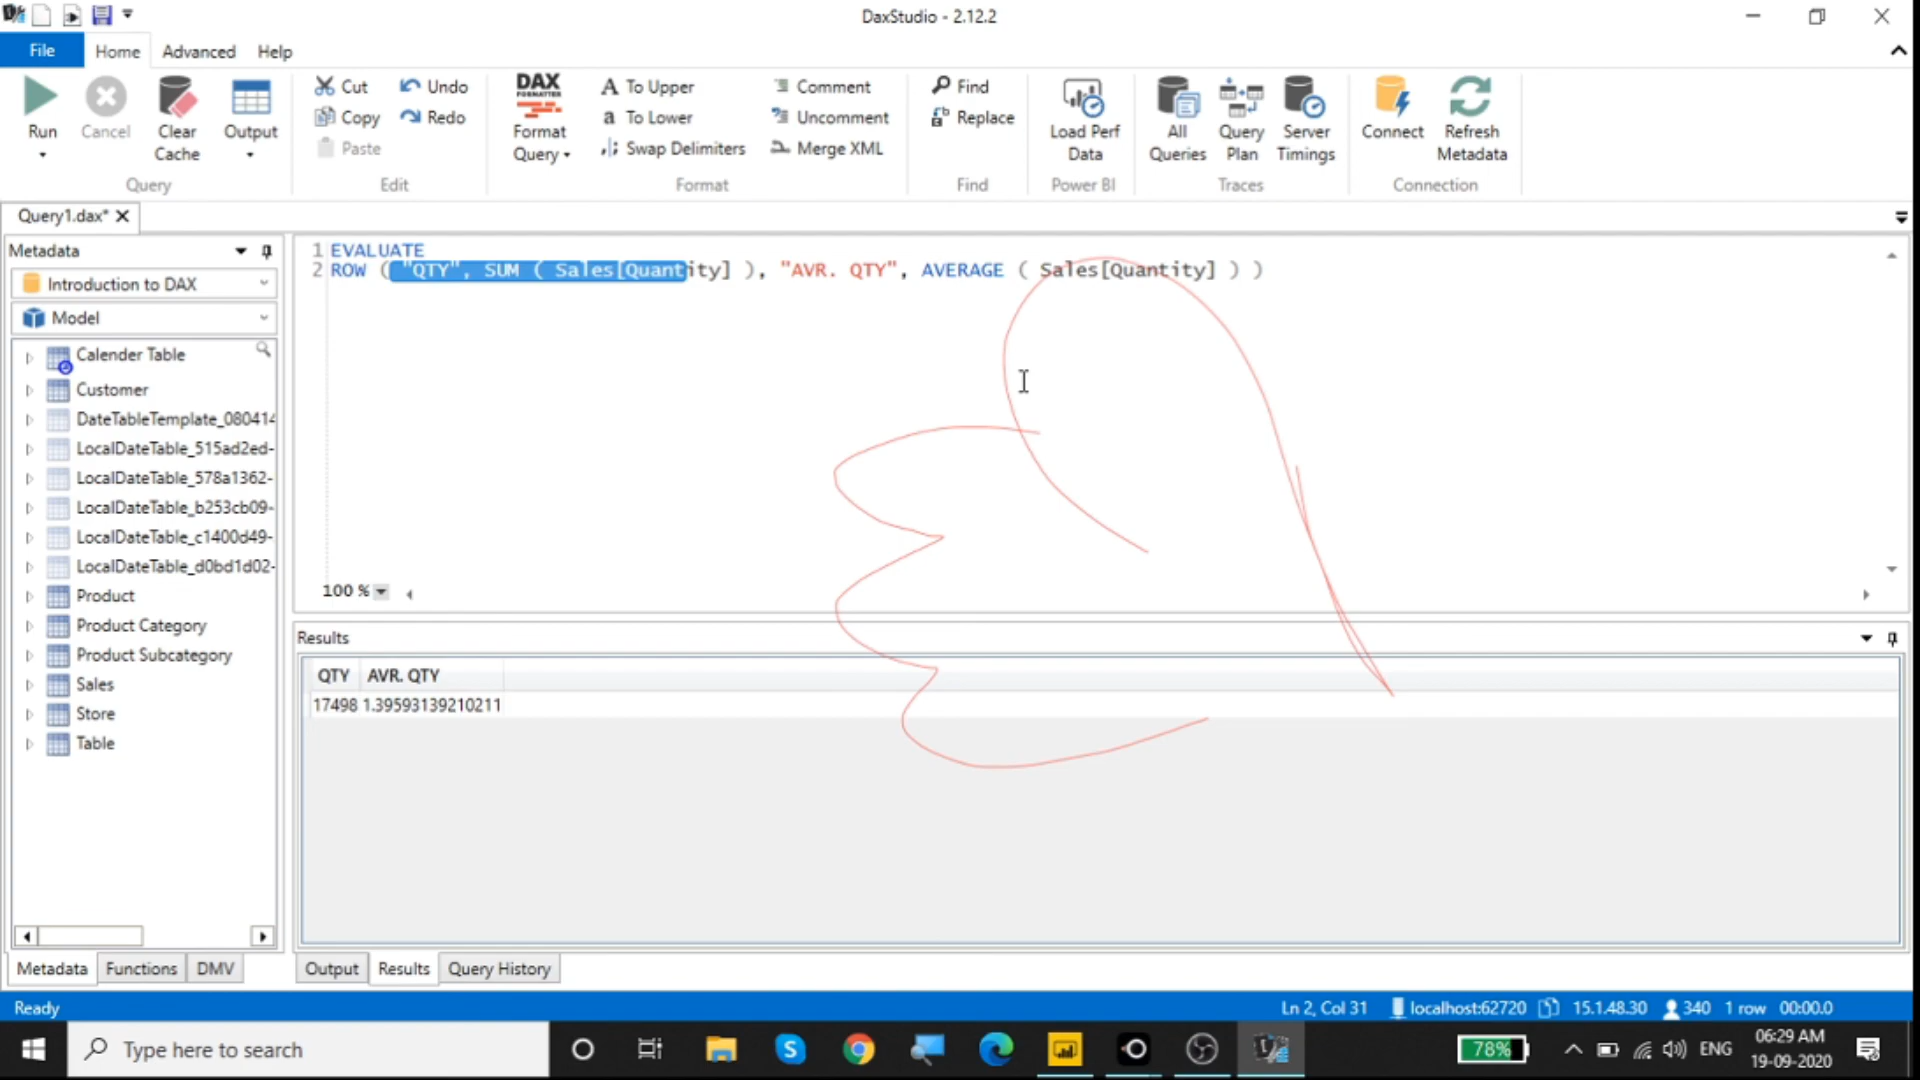 DaxStudio - 2.12.2
File Home Advanced Help
Run
Cancel
Clear Cache
Output
Query
Cut
Copy
Paste
Undo
Redo
Edit
DAX FORMATTER
Format Query
To Upper
To Lower
Swap Delimiters
Comment
Uncomment
Merge XML
Format
Find
Replace
Find
Load Perf Data
Power BI
All Queries
Query Plan
Server Timings
Traces
Connect
Refresh Metadata
Connection
Query1.dax*
Metadata
Introduction to DAX
Model
Calender Table
Customer
DateTableTemplate_080414
LocalDateTable_515ad2ed-
LocalDateTable_578a1362-
LocalDateTable_b253cb09-
LocalDateTable_c1400d49-
LocalDateTable_d0bd1d02-
Product
Product Category
Product Subcategory
Sales
Store
Table
Metadata Functions DMV
1 EVALUATE
2 ROW ( "QTY", SUM ( Sales[Quantity] ), "AVR. QTY", AVERAGE ( Sales[Quantity] ) )
100 %
Results
QTY AVR. QTY
17498 1.39593139210211
Output Results Query History
Ready Ln 2, Col 31 localhost:62720 15.1.48.30 340 1 row 00:00.0
Type here to search
78%
ENG
06:29 AM
19-09-2020